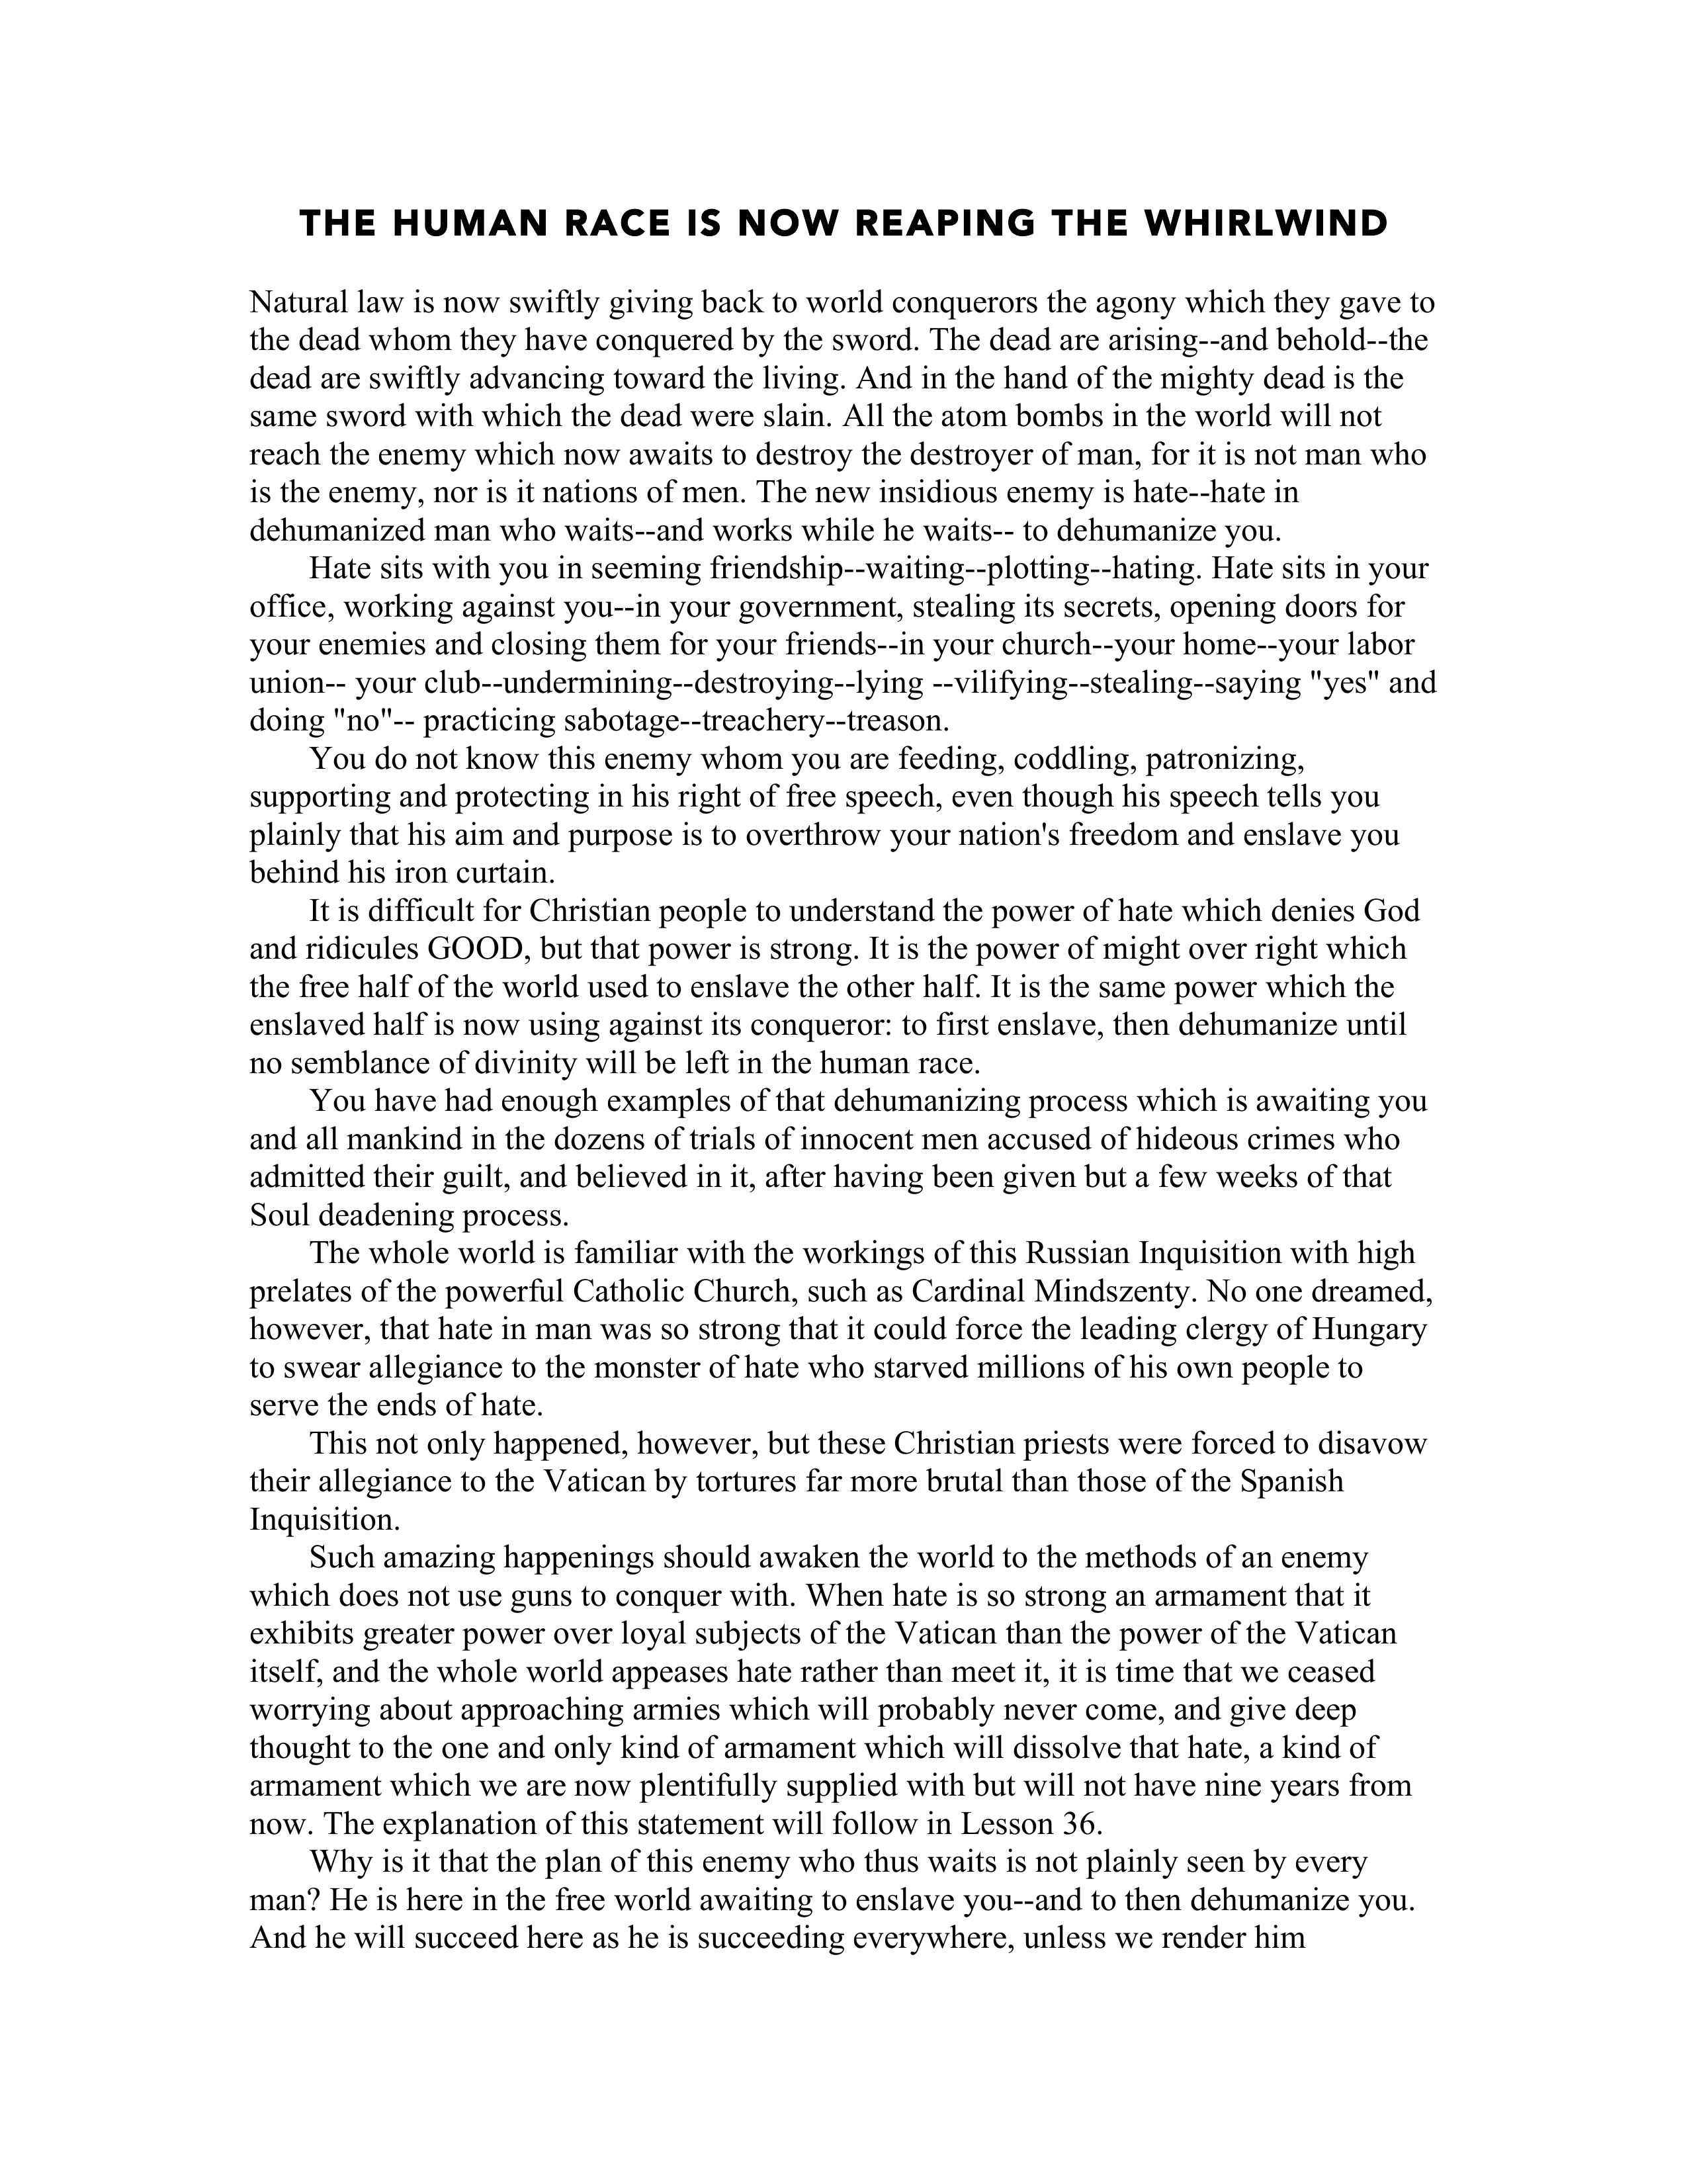 THE HUMAN RACE IS NOW REAPING THE WHIRLWIND
Natural law is now swiftly giving back to world conquerors the agony which they gave to
the dead whom they have conquered by the sword. The dead are arising--and behold--the
dead are swiftly advancing toward the living. And in the hand of the mighty dead is the
same sword with which the dead were slain. All the atom bombs in the world will not
reach the enemy which now awaits to destroy the destroyer of man, for it is not man who
is the enemy, nor is it nations of men. The new insidious enemy is hate--hate in
dehumanized man who waits--and works while he waits-- to dehumanize you.
Hate sits with you in seeming friendship--waiting--plotting--hating. Hate sits in your
office, working against you--in your government, stealing its secrets, opening doors for
your enemies and closing them for your friends--in your church--your home--your labor
union-- your club--undermining--destroying--lying --vilifying--stealing--saying "yes" and
doing "no"-- practicing sabotage--treachery--treason.
You do not know this enemy whom you are feeding, coddling, patronizing,
supporting and protecting in his right of free speech, even though his speech tells you
plainly that his aim and purpose is to overthrow your nation's freedom and enslave you
behind his iron curtain.
It is difficult for Christian people to understand the power of hate which denies God
and ridicules GOOD, but that power is strong. It is the power of might over right which
the free half of the world used to enslave the other half. It is the same power which the
enslaved half is now using against its conqueror: to first enslave, then dehumanize until
no semblance of divinity will be left in the human race.
You have had enough examples of that dehumanizing process which is awaiting you
and all mankind in the dozens of trials of innocent men accused of hideous crimes who
admitted their guilt, and believed in it, after having been given but a few weeks of that
Soul deadening process.
The whole world is familiar with the workings of this Russian Inquisition with high
prelates of the powerful Catholic Church, such as Cardinal Mindszenty. No one dreamed,
however, that hate in man was so strong that it could force the leading clergy of Hungary
to swear allegiance to the monster of hate who starved millions of his own people to
serve the ends of hate.
This not only happened, however, but these Christian priests were forced to disavow
their allegiance to the Vatican by tortures far more brutal than those of the Spanish
Inquisition.
Such amazing happenings should awaken the world to the methods of an enemy
which does not use guns to conquer with. When hate is so strong an armament that it
exhibits greater power over loyal subjects of the Vatican than the power of the Vatican
itself, and the whole world appeases hate rather than meet it, it is time that we ceased
worrying about approaching armies which will probably never come, and give deep
thought to the one and only kind of armament which will dissolve that hate, a kind of
armament which we are now plentifully supplied with but will not have nine years from
now. The explanation of this statement will follow in Lesson 36.
Why is it that the plan of this enemy who thus waits is not plainly seen by every
man? He is here in the free world awaiting to enslave you--and to then dehumanize you.
And he will succeed here as he is succeeding everywhere, unless we render him